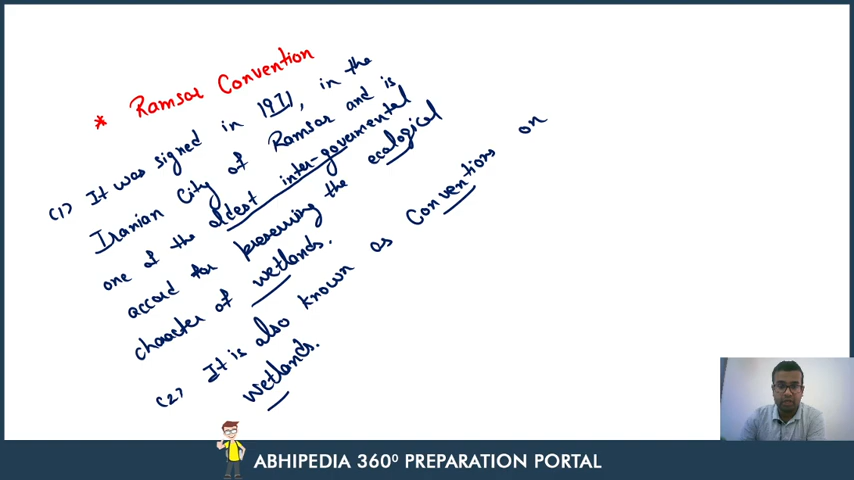 * Ramsar Convention
(1) It was signed in 1971, in the
Iranian City of Ramsar and is
one of the oldest inter-governmental
accord for preserving the ecological
character of wetlands.
(2) It is also known as Conventions on
wetlands.
ABHIPEDIA 360⁰ PREPARATION PORTAL